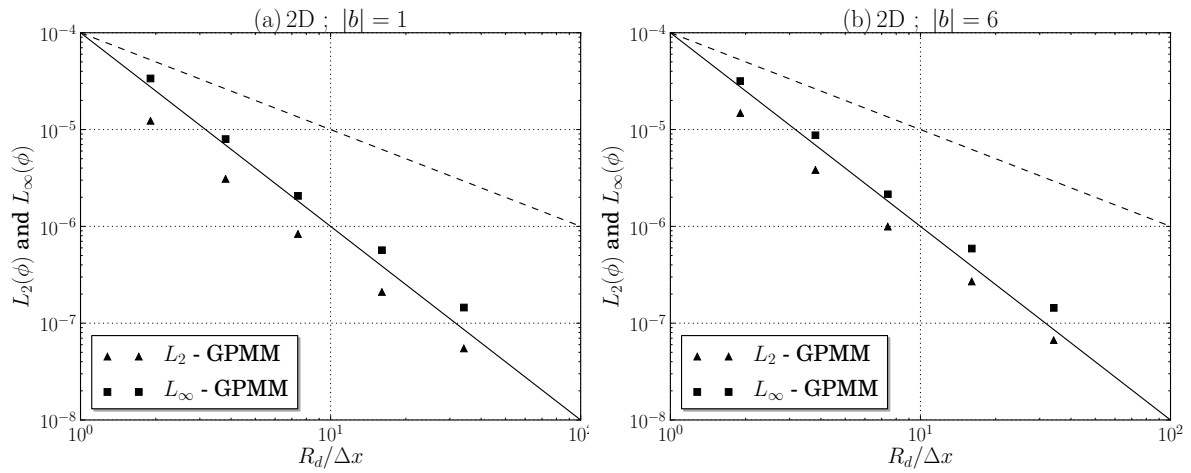 (a) 2D ; |b| = 1
10^{-4}
10^{-5}
10^{-6}
10^{-7}
10^{-8}
L_2(ϕ) and L_∞(ϕ)
L_2 - GPMM
L_∞ - GPMM
10^0
10^1
R_d/Δx
(b) 2D ; |b| = 6
10^{-4}
10^{-5}
10^{-6}
10^{-7}
10^{-8}
L_2(ϕ) and L_∞(ϕ)
L_2 - GPMM
L_∞ - GPMM
10^0
10^1
10^2
R_d/Δx